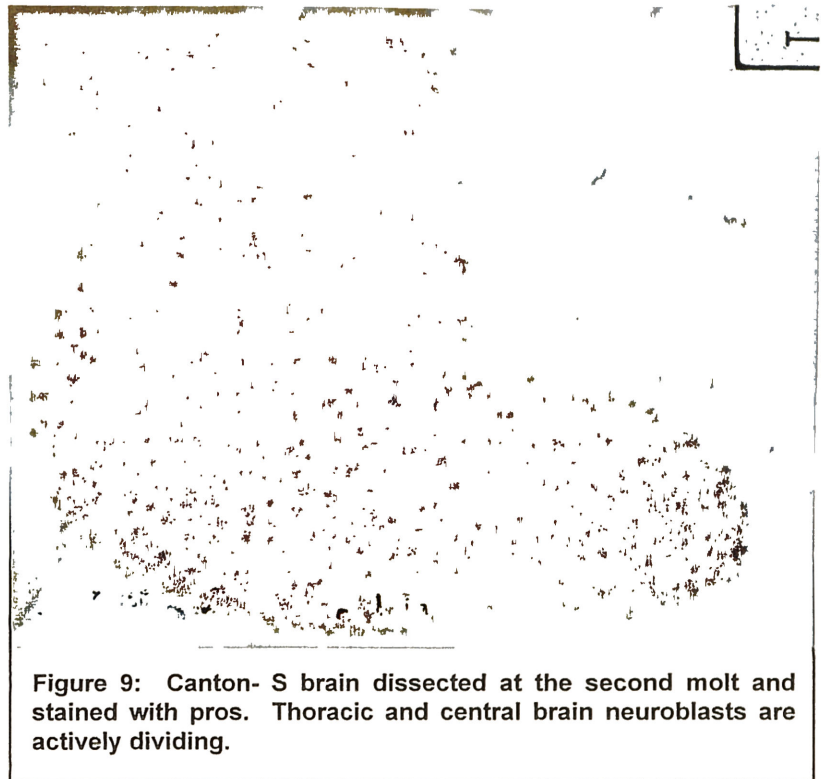 Figure 9: Canton- S brain dissected at the second molt and
stained with pros. Thoracic and central brain neuroblasts are
actively dividing.